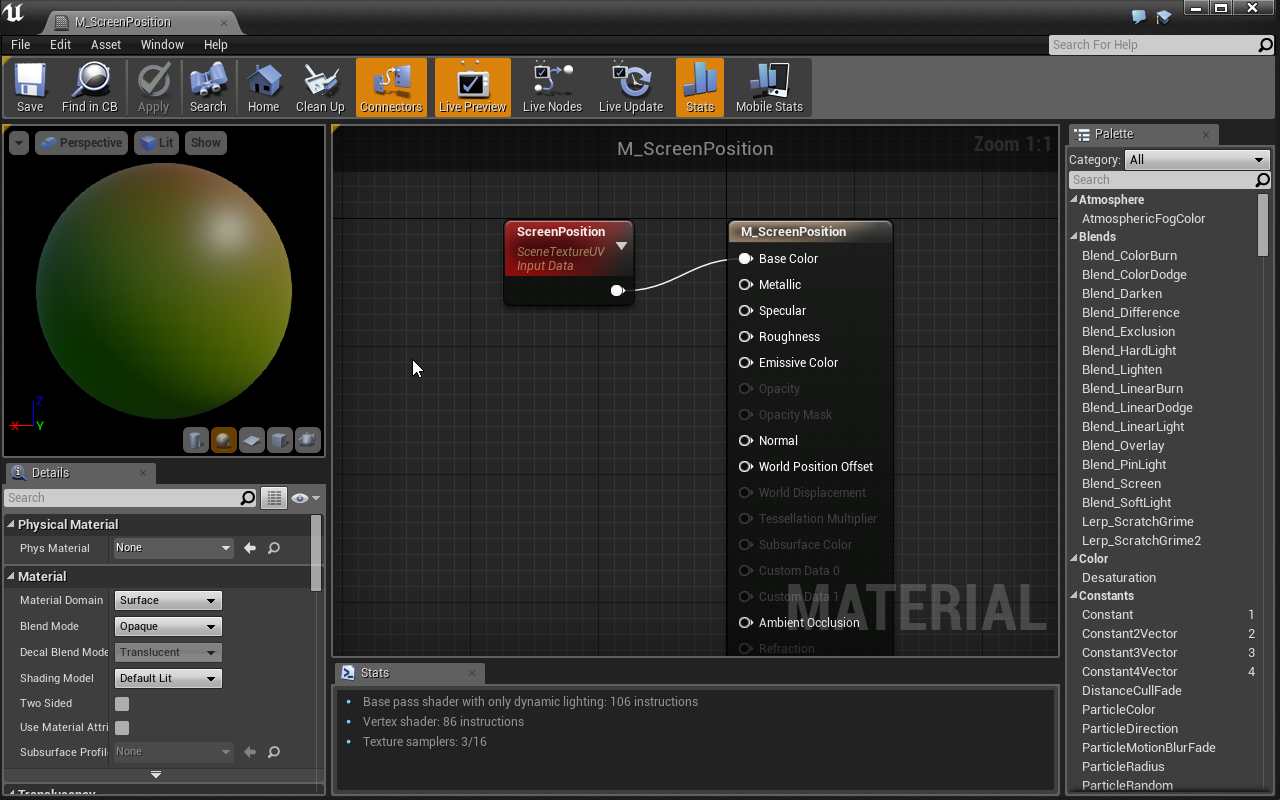 M_ScreenPosition
File Edit Asset Window Help
Search For Help
Save Find in CB Apply Search Home Clean Up Connectors Live Preview Live Nodes Live Update Stats Mobile Stats
Perspective Lit Show
Z
X Y
M_ScreenPosition
Zoom 1:1
ScreenPosition
SceneTextureUV
Input Data
M_ScreenPosition
Base Color
Metallic
Specular
Roughness
Emissive Color
Opacity
Opacity Mask
Normal
World Position Offset
World Displacement
Tessellation Multiplier
Subsurface Color
Custom Data 0
Custom Data 1
Ambient Occlusion
Refraction
MATERIAL
Details
Search
Physical Material
Phys Material None
Material
Material Domain Surface
Blend Mode Opaque
Decal Blend Mode Translucent
Shading Model Default Lit
Two Sided
Use Material Attri
Subsurface Profil None
Translucency
Stats
Base pass shader with only dynamic lighting: 106 instructions
Vertex shader: 86 instructions
Texture samplers: 3/16
Palette
Category: All
Search
Atmosphere
AtmosphericFogColor
Blends
Blend_ColorBurn
Blend_ColorDodge
Blend_Darken
Blend_Difference
Blend_Exclusion
Blend_HardLight
Blend_Lighten
Blend_LinearBurn
Blend_LinearDodge
Blend_LinearLight
Blend_Overlay
Blend_PinLight
Blend_Screen
Blend_SoftLight
Lerp_ScratchGrime
Lerp_ScratchGrime2
Color
Desaturation
Constants
Constant 1
Constant2Vector 2
Constant3Vector 3
Constant4Vector 4
DistanceCullFade
ParticleColor
ParticleDirection
ParticleMotionBlurFade
ParticleRadius
ParticleRandom